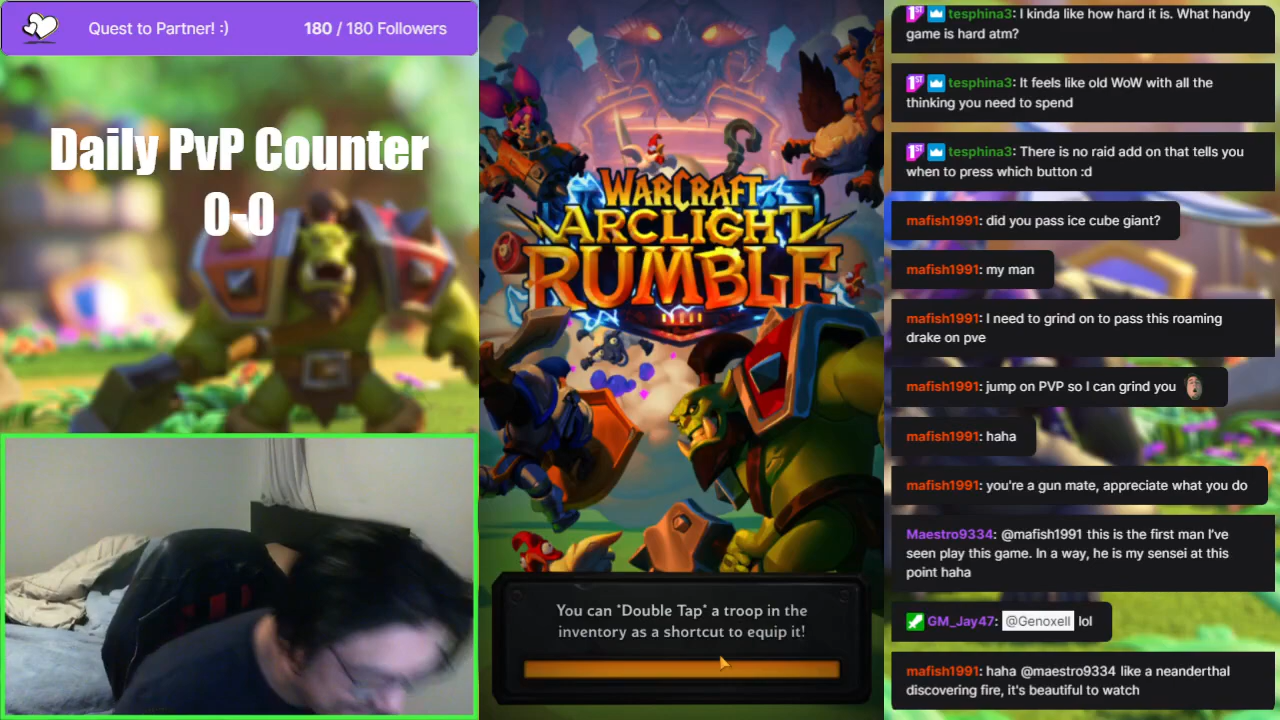 Quest to Partner! :)
180 / 180 Followers
Daily PvP Counter
0-0
WARCRAFT
ARCLIGHT
RUMBLE
You can "Double Tap" a troop in the
inventory as a shortcut to equip it!
1ST tesphina3: I kinda like how hard it is. What handy
game is hard atm?
1ST tesphina3: It feels like old WoW with all the
thinking you need to spend
1ST tesphina3: There is no raid add on that tells you
when to press which button :d
mafish1991: did you pass ice cube giant?
mafish1991: my man
mafish1991: I need to grind on to pass this roaming
drake on pve
mafish1991: jump on PVP so I can grind you
mafish1991: haha
mafish1991: you're a gun mate, appreciate what you do
Maestro9334: @mafish1991 this is the first man I've
seen play this game. In a way, he is my sensei at this
point haha
GM_Jay47: @Genoxell lol
mafish1991: haha @maestro9334 like a neanderthal
discovering fire, it's beautiful to watch